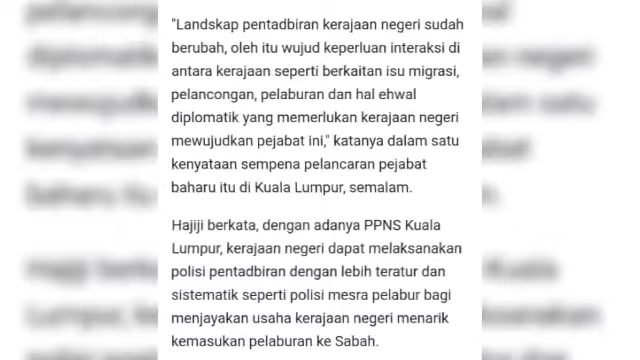 "Landskap pentadbiran kerajaan negeri sudah
berubah, oleh itu wujud keperluan interaksi di
antara kerajaan seperti berkaitan isu migrasi,
pelancongan, pelaburan dan hal ehwal
diplomatik yang memerlukan kerajaan negeri
mewujudkan pejabat ini," katanya dalam satu
kenyataan sempena pelancaran pejabat
baharu itu di Kuala Lumpur, semalam.
Hajiji berkata, dengan adanya PPNS Kuala
Lumpur, kerajaan negeri dapat melaksanakan
polisi pentadbiran dengan lebih teratur dan
sistematik seperti polisi mesra pelabur bagi
menjayakan usaha kerajaan negeri menarik
kemasukan pelaburan ke Sabah.